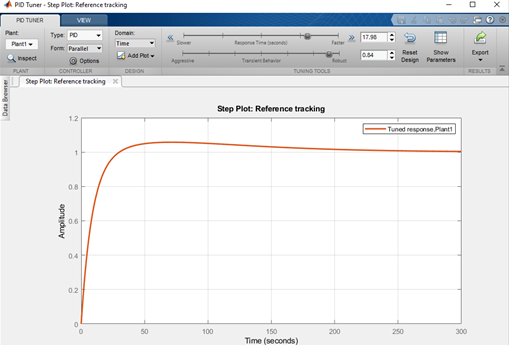 PID Tuner - Step Plot: Reference tracking
PID TUNER VIEW
Plant: Type: PID Domain: Slower Response Time (seconds) Faster 17.98
Plant1 Form: Parallel Time Reset Show Export
Inspect Options Add Plot Aggressive Transient Behavior Robust 0.84 Design Parameters
PLANT CONTROLLER DESIGN TUNING TOOLS RESULTS
Step Plot: Reference tracking
Data Browser
Step Plot: Reference tracking
Tuned response,Plant1
Amplitude
1.2
1
0.8
0.6
0.4
0.2
0
0 50 100 150 200 250 300
Time (seconds)